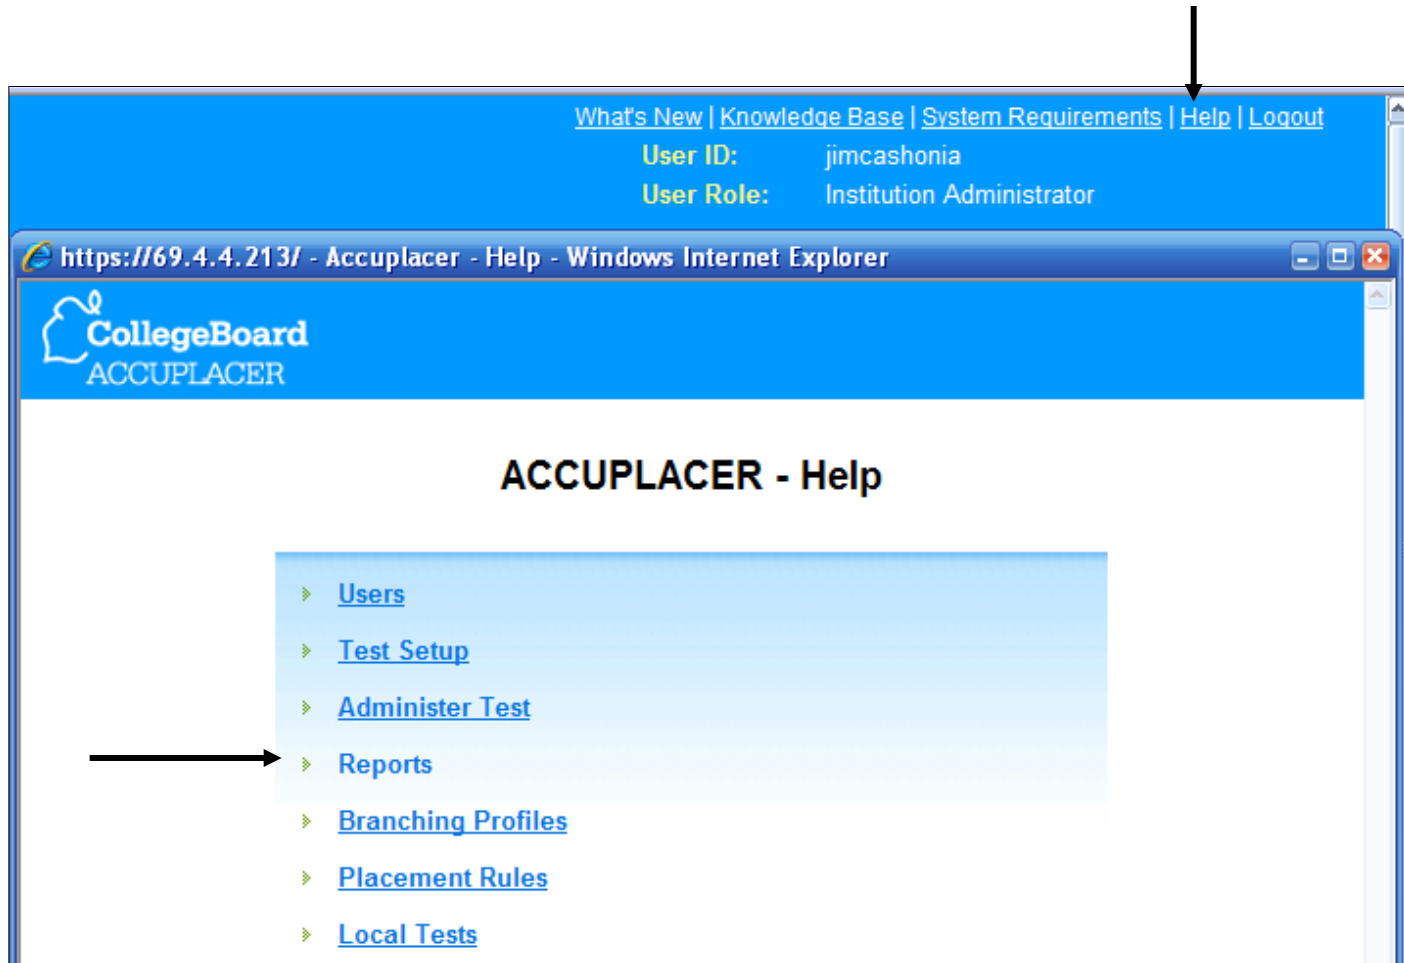 What's New | Knowledge Base | System Requirements | Help | Logout
User ID: jimcashonia
User Role: Institution Administrator
https://69.4.4.213/ - Accuplacer - Help - Windows Internet Explorer
CollegeBoard
ACCUPLACER
ACCUPLACER - Help
Users
Test Setup
Administer Test
Reports
Branching Profiles
Placement Rules
Local Tests